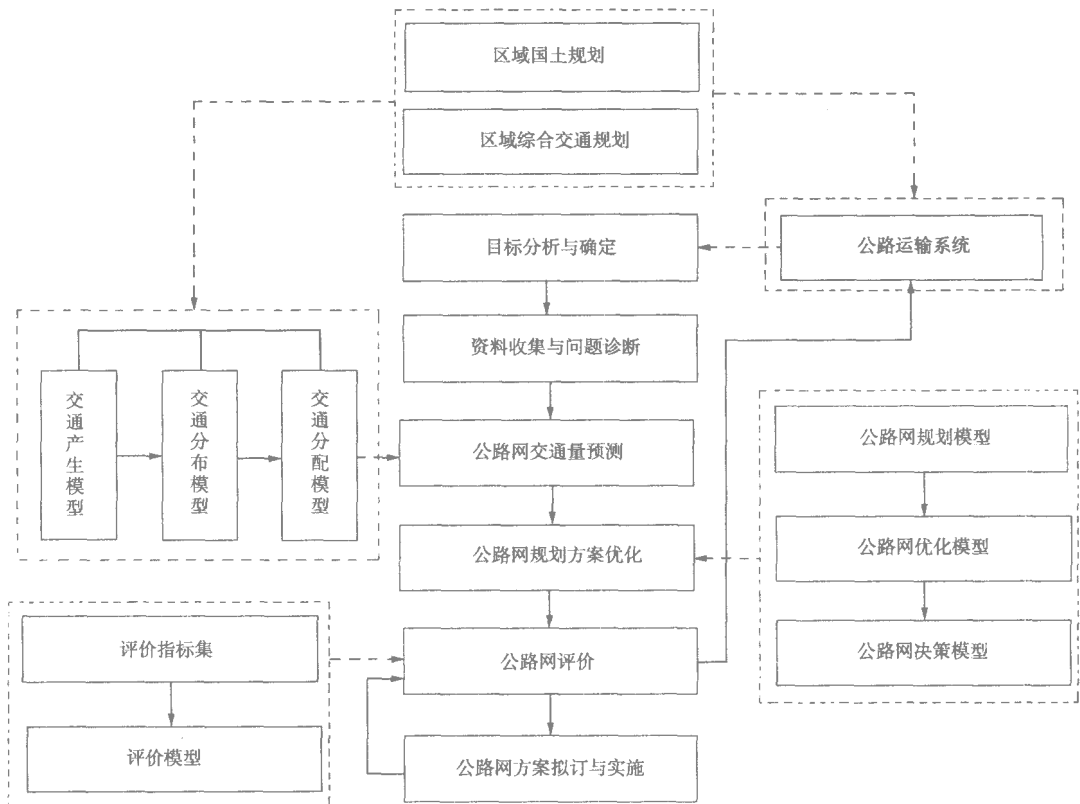 区域国土规划
区域综合交通规划
目标分析与确定
公路运输系统
资料收集与问题诊断
交通产生模型
交通分布模型
交通分配模型
公路网交通量预测
公路网规划模型
公路网规划方案优化
公路网优化模型
评价指标集
公路网评价
公路网决策模型
评价模型
公路网方案拟订与实施